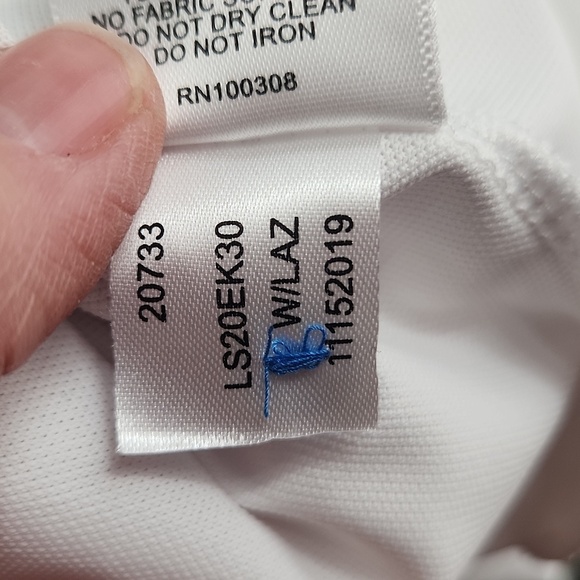 NO FABRIC
DO NOT DRY CLEAN
DO NOT IRON
RN100308
20733
LS20EK30
W/LAZ
11152019